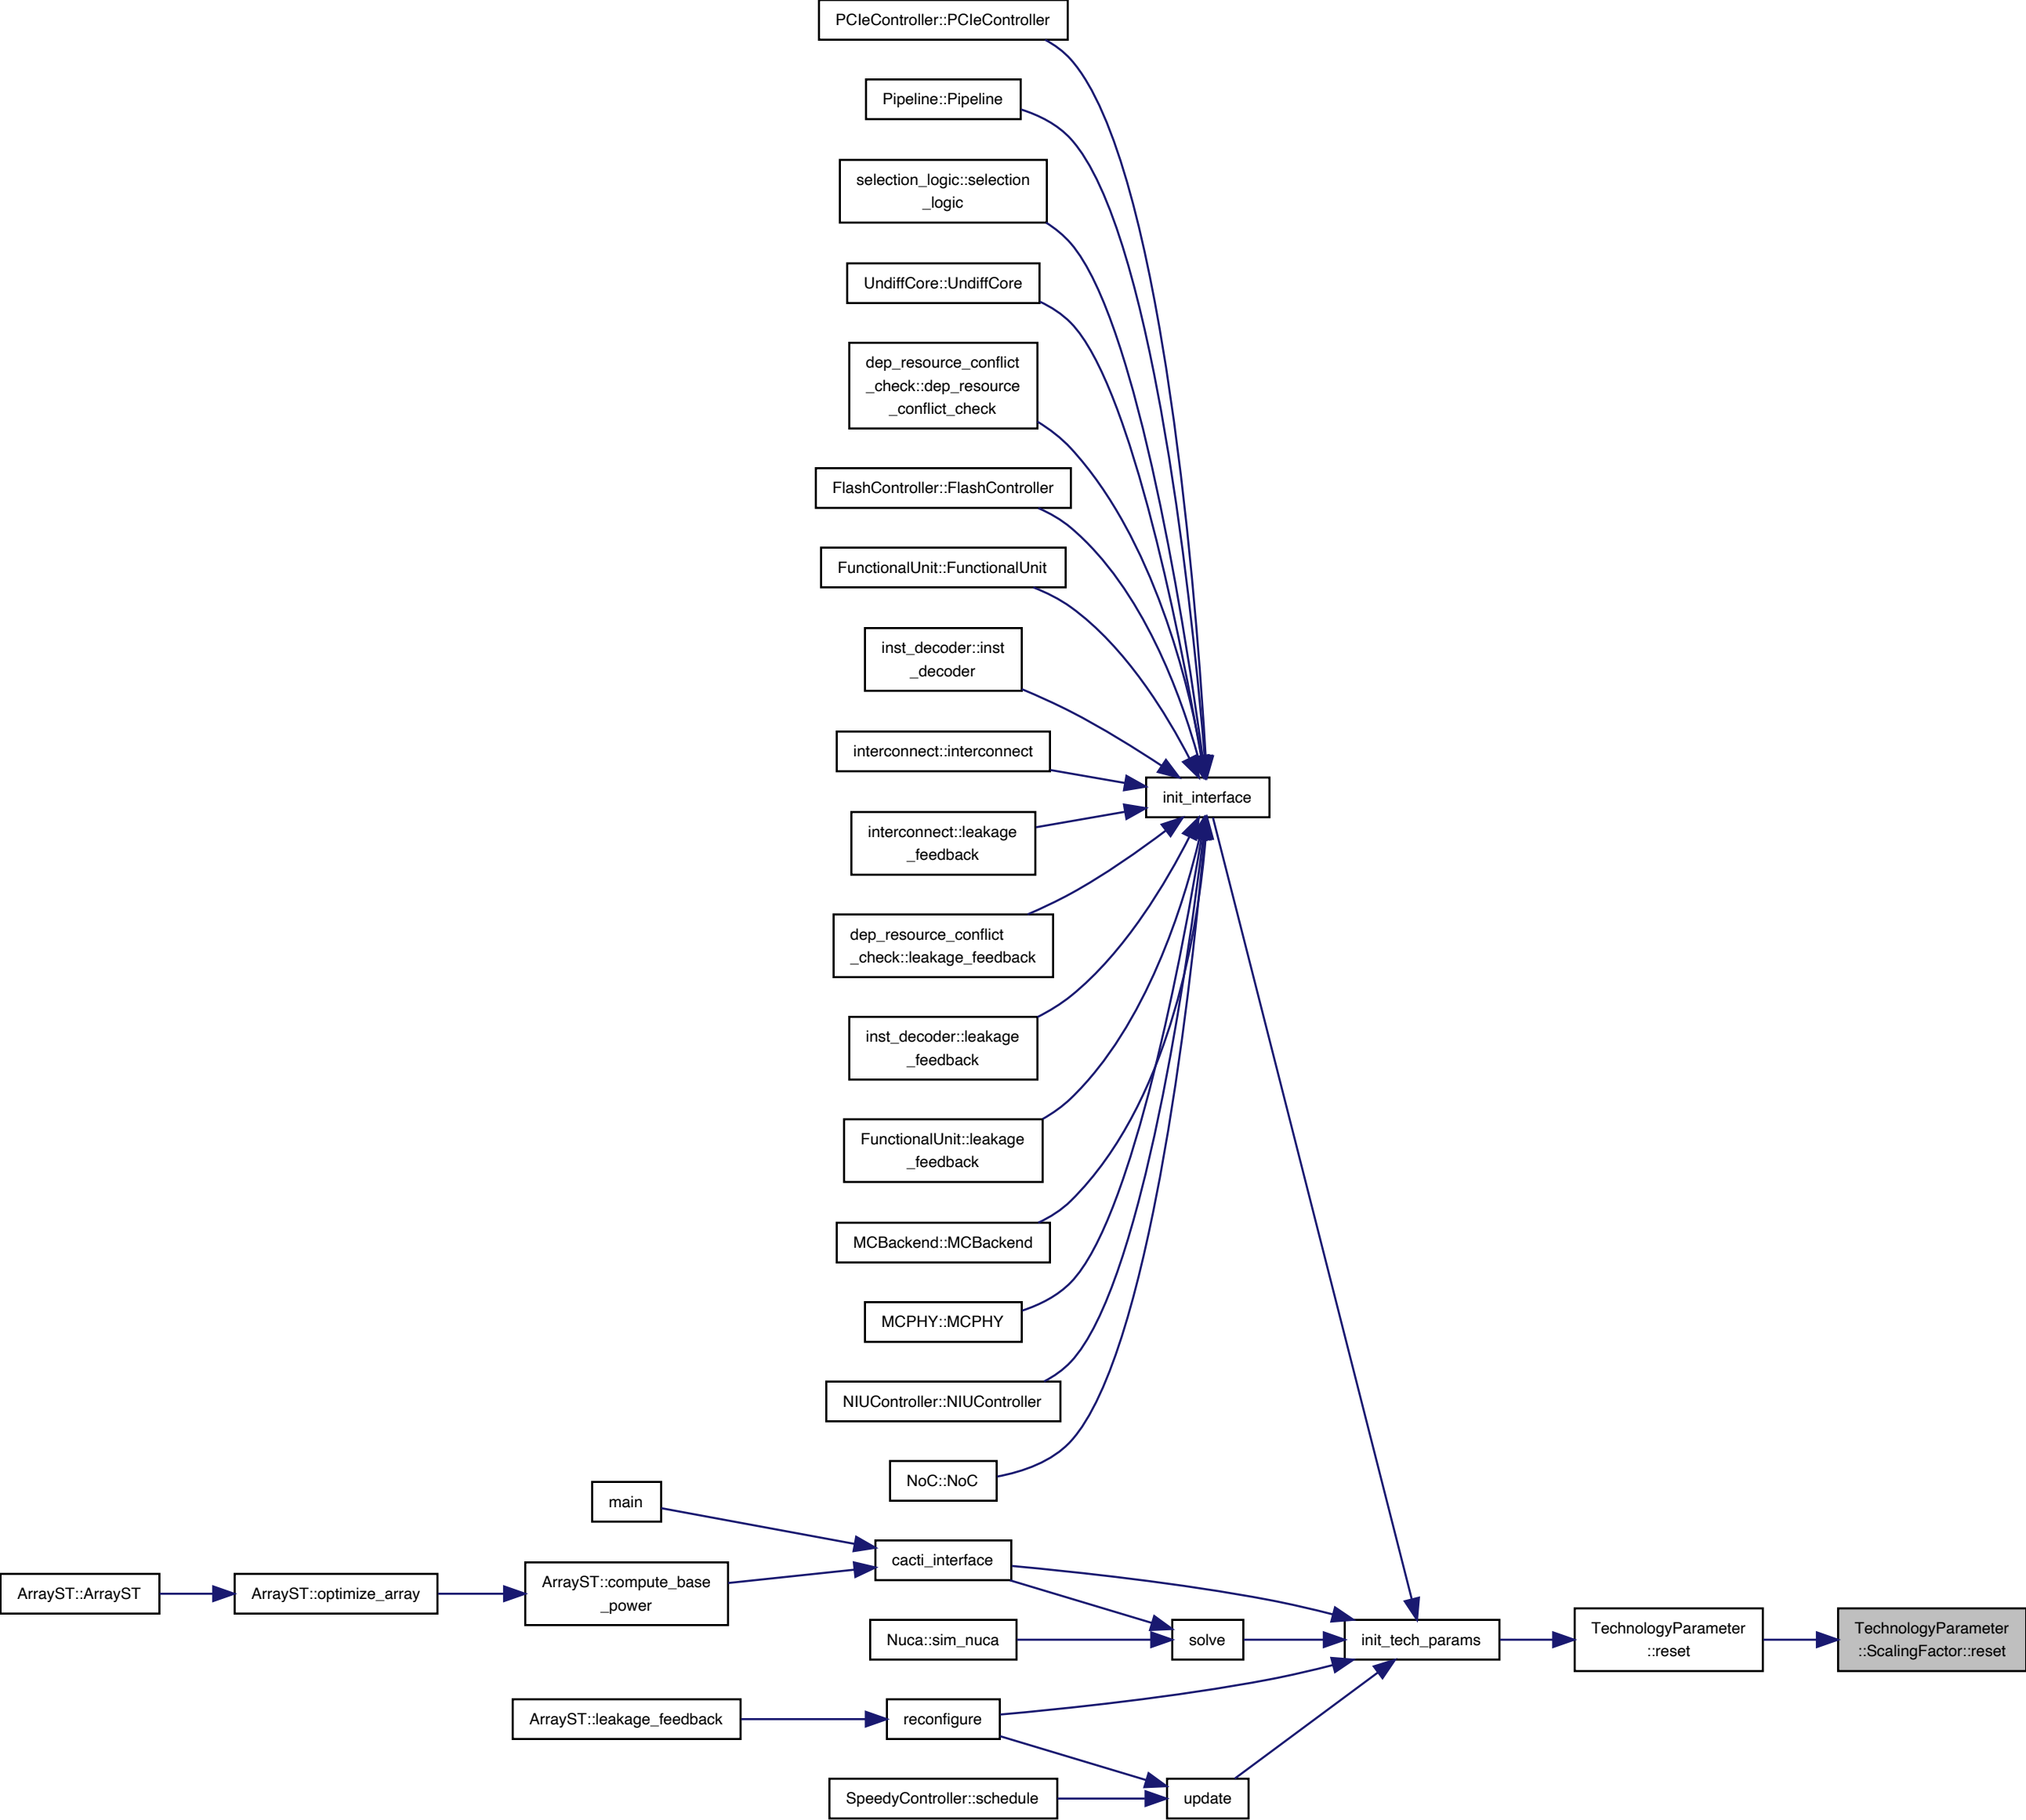 PCIeController::PCIeController
Pipeline::Pipeline
selection_logic::selection
_logic
UndiffCore::UndiffCore
dep_resource_conflict
_check::dep_resource
_conflict_check
FlashController::FlashController
FunctionalUnit::FunctionalUnit
inst_decoder::inst
_decoder
interconnect::interconnect
init_interface
interconnect::leakage
_feedback
dep_resource_conflict
_check::leakage_feedback
inst_decoder::leakage
_feedback
FunctionalUnit::leakage
_feedback
MCBackend::MCBackend
MCPHY::MCPHY
NIUController::NIUController
NoC::NoC
main
cacti_interface
ArrayST::ArrayST
ArrayST::optimize_array
ArrayST::compute_base
_power
Nuca::sim_nuca
solve
init_tech_params
TechnologyParameter
::reset
TechnologyParameter
::ScalingFactor::reset
ArrayST::leakage_feedback
reconfigure
SpeedyController::schedule
update